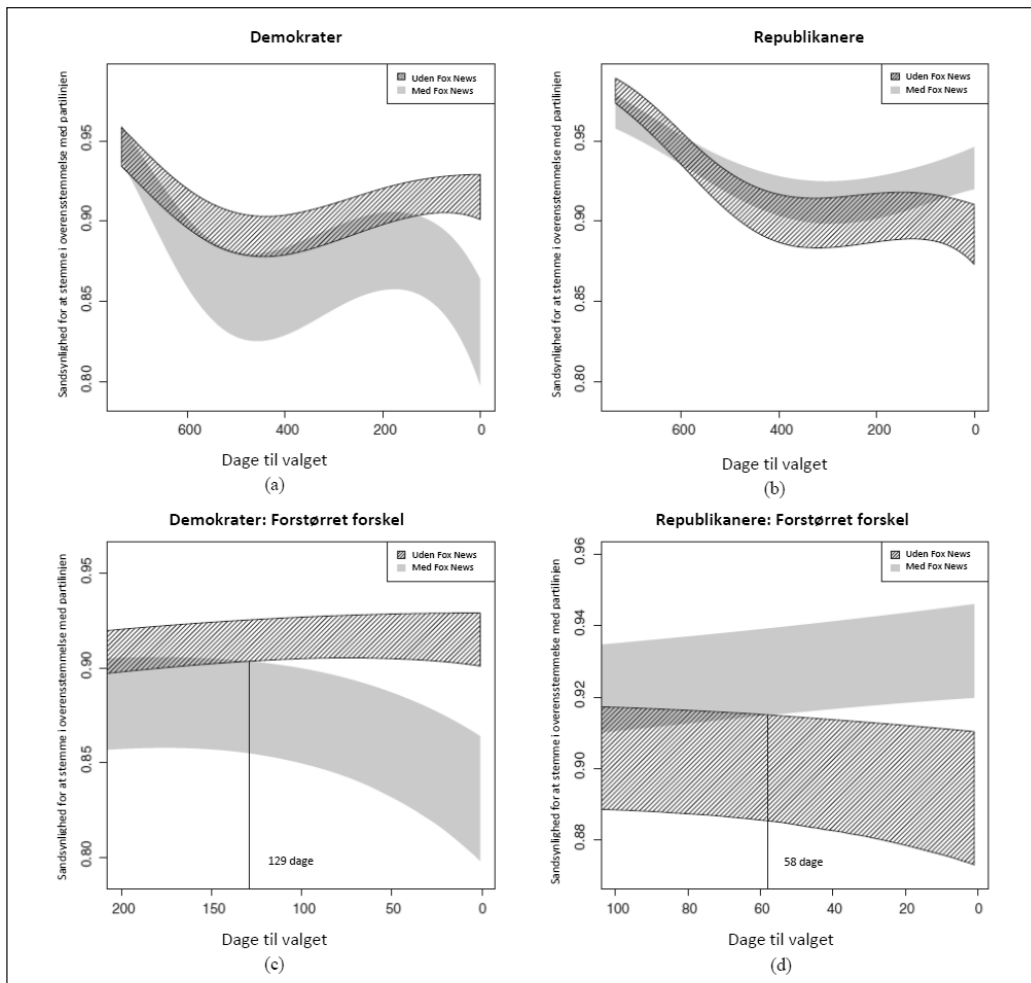 Demokrater
Sandsynlighed for at stemme i overensstemmelse med partilinjen
0.95
0.90
0.85
0.80
Uden Fox News
Med Fox News
600
400
200
0
Dage til valget
(a)
Republikanere
Sandsynlighed for at stemme i overensstemmelse med partilinjen
0.95
0.90
0.85
0.80
Uden Fox News
Med Fox News
600
400
200
0
Dage til valget
(b)
Demokrater: Forstørret forskel
Sandsynlighed for at stemme i overensstemmelse med partilinjen
0.95
0.90
0.85
0.80
Uden Fox News
Med Fox News
129 dage
200
150
100
50
0
Dage til valget
(c)
Republikanere: Forstørret forskel
Sandsynlighed for at stemme i overensstemmelse med partilinjen
0.96
0.94
0.92
0.90
0.88
Uden Fox News
Med Fox News
58 dage
100
80
60
40
20
0
Dage til valget
(d)